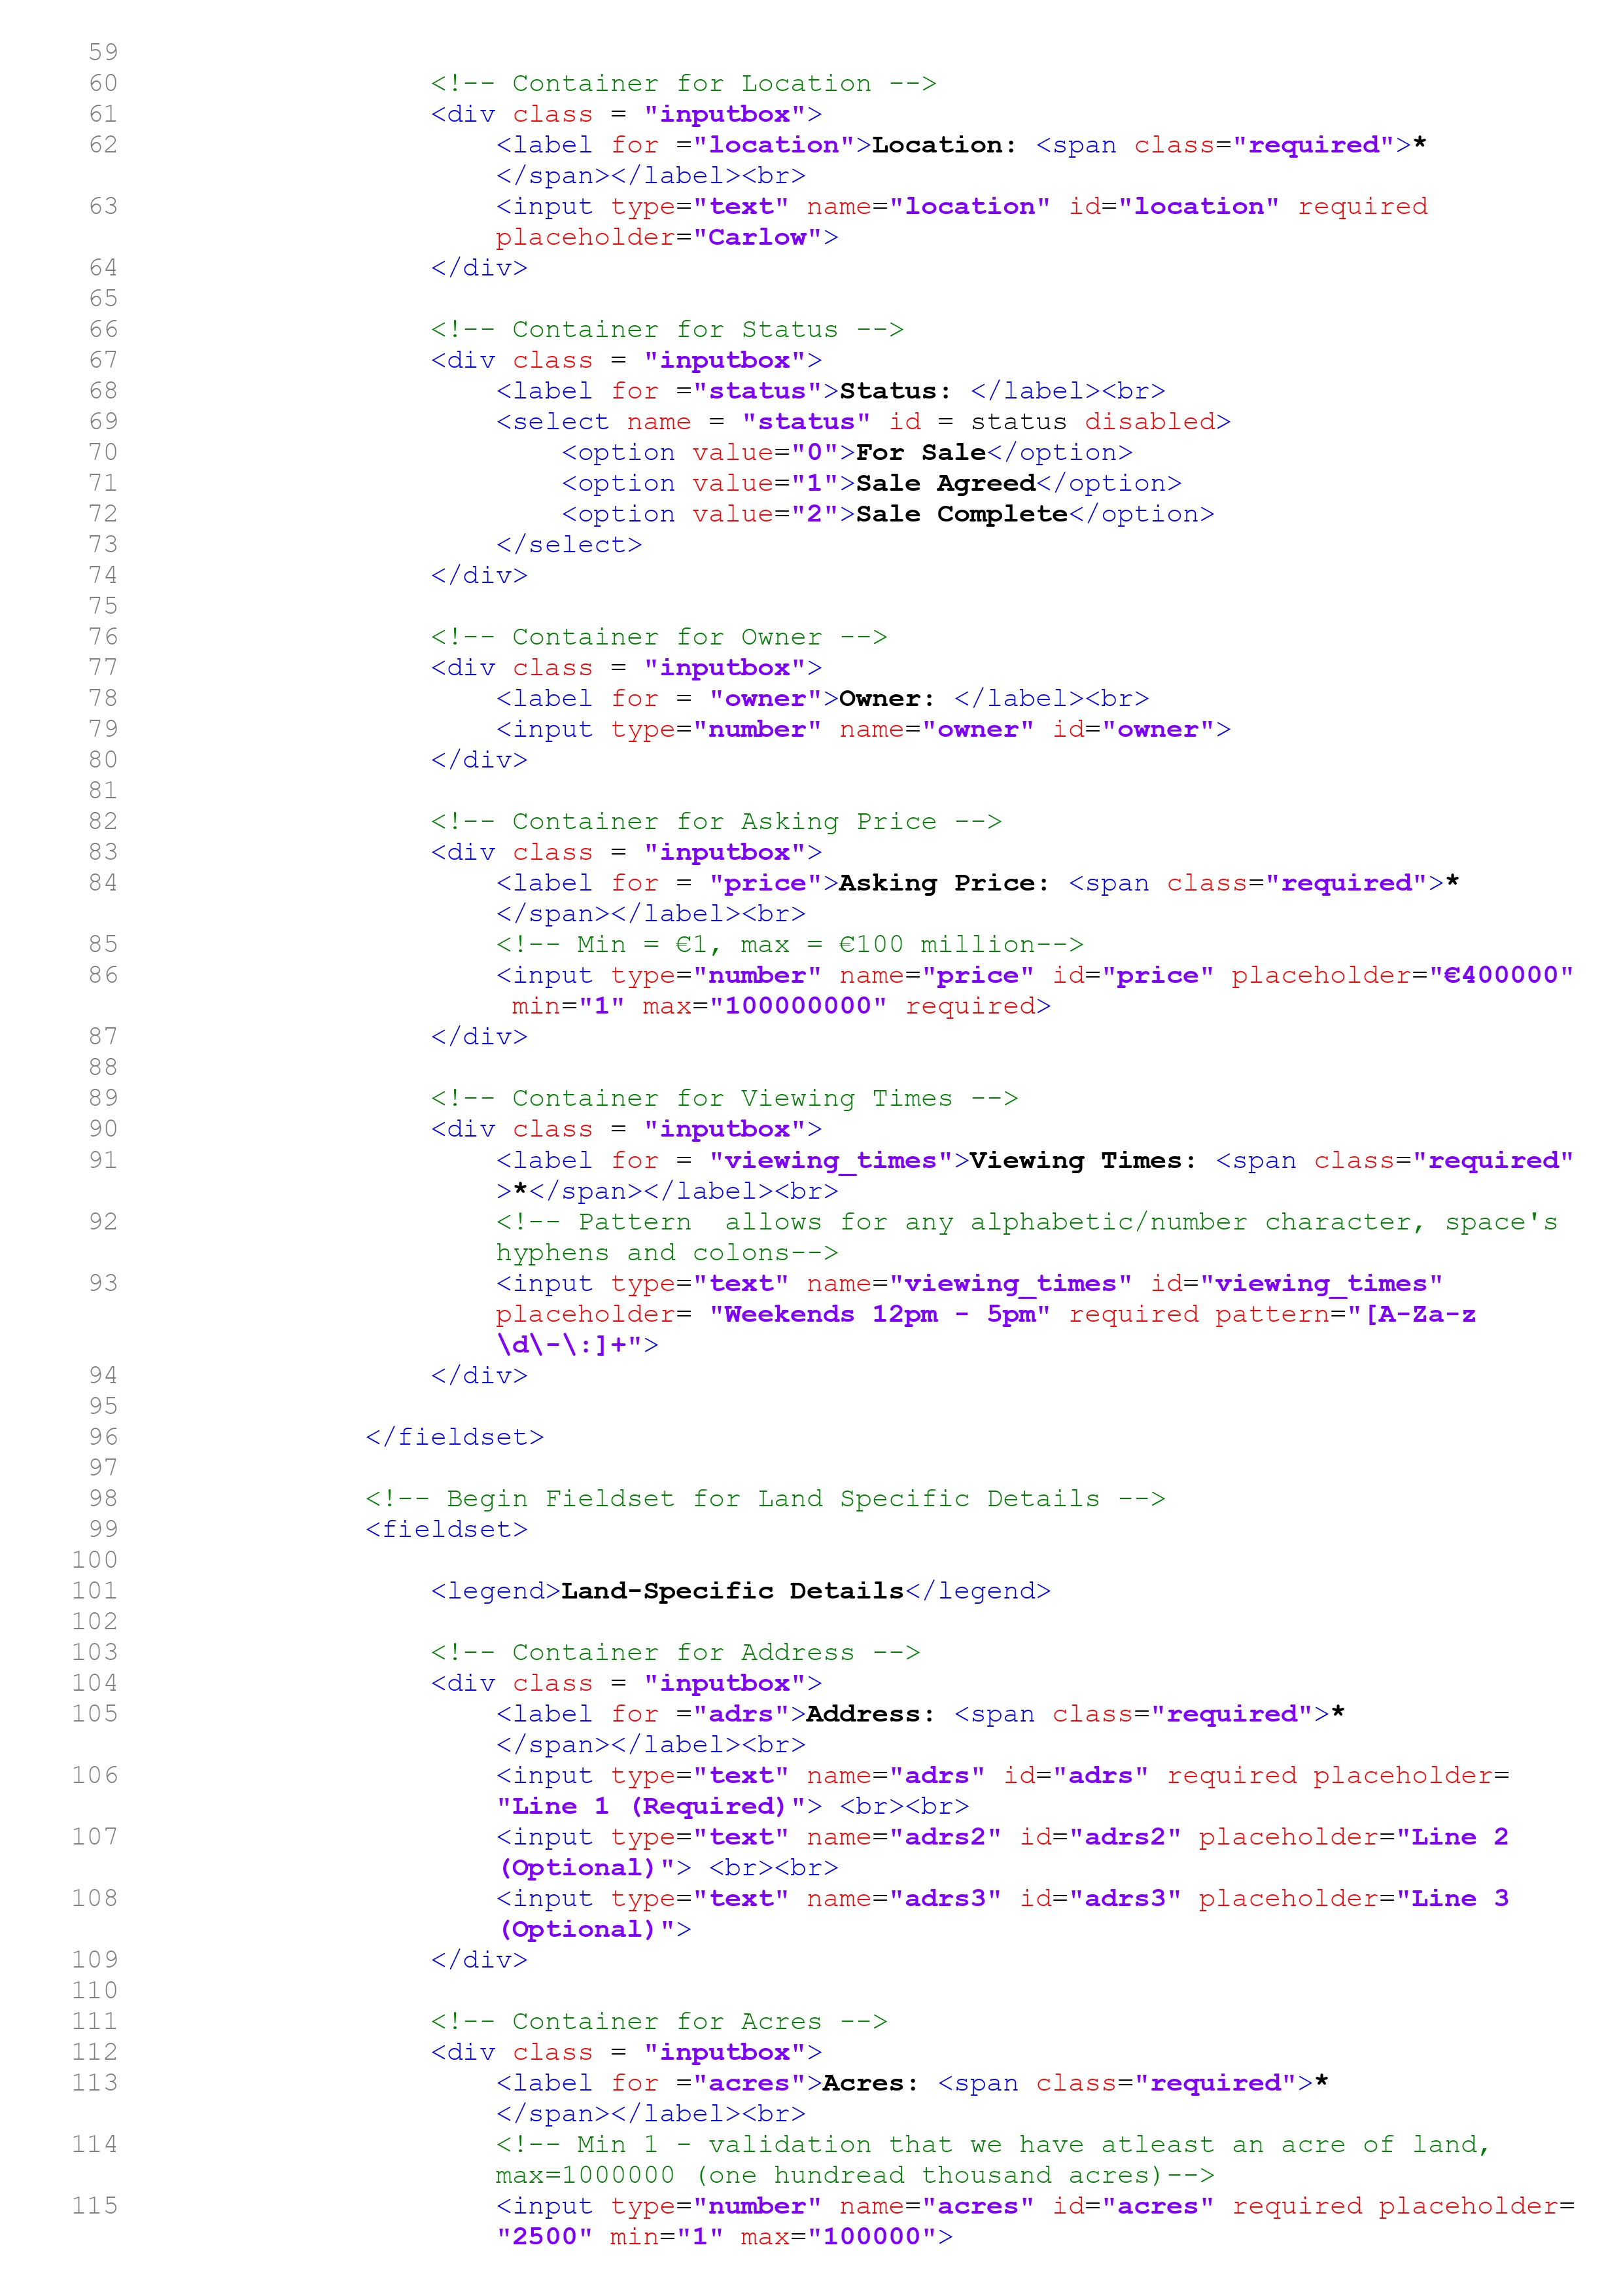 59
60 <!-- Container for Location -->
61 <div class = "inputbox">
62 <label for ="location">Location: <span class="required">*
</span></label><br>
63 <input type="text" name="location" id="location" required
placeholder="Carlow">
64 </div>
65
66 <!-- Container for Status -->
67 <div class = "inputbox">
68 <label for ="status">Status: </label><br>
69 <select name = "status" id = status disabled>
70 <option value="0">For Sale</option>
71 <option value="1">Sale Agreed</option>
72 <option value="2">Sale Complete</option>
73 </select>
74 </div>
75
76 <!-- Container for Owner -->
77 <div class = "inputbox">
78 <label for = "owner">Owner: </label><br>
79 <input type="number" name="owner" id="owner">
80 </div>
81
82 <!-- Container for Asking Price -->
83 <div class = "inputbox">
84 <label for = "price">Asking Price: <span class="required">*
</span></label><br>
85 <!-- Min = €1, max = €100 million-->
86 <input type="number" name="price" id="price" placeholder="€400000"
min="1" max="100000000" required>
87 </div>
88
89 <!-- Container for Viewing Times -->
90 <div class = "inputbox">
91 <label for = "viewing_times">Viewing Times: <span class="required"
>*</span></label><br>
92 <!-- Pattern  allows for any alphabetic/number character, space's
hyphens and colons-->
93 <input type="text" name="viewing_times" id="viewing_times"
placeholder= "Weekends 12pm - 5pm" required pattern="[A-Za-z
\d\-\:]+">
94 </div>
95
96 </fieldset>
97
98 <!-- Begin Fieldset for Land Specific Details -->
99 <fieldset>
100
101 <legend>Land-Specific Details</legend>
102
103 <!-- Container for Address -->
104 <div class = "inputbox">
105 <label for ="adrs">Address: <span class="required">*
</span></label><br>
106 <input type="text" name="adrs" id="adrs" required placeholder=
"Line 1 (Required)"> <br><br>
107 <input type="text" name="adrs2" id="adrs2" placeholder="Line 2
(Optional)"> <br><br>
108 <input type="text" name="adrs3" id="adrs3" placeholder="Line 3
(Optional)">
109 </div>
110
111 <!-- Container for Acres -->
112 <div class = "inputbox">
113 <label for ="acres">Acres: <span class="required">*
</span></label><br>
114 <!-- Min 1 - validation that we have atleast an acre of land,
max=1000000 (one hundread thousand acres)-->
115 <input type="number" name="acres" id="acres" required placeholder=
"2500" min="1" max="100000">